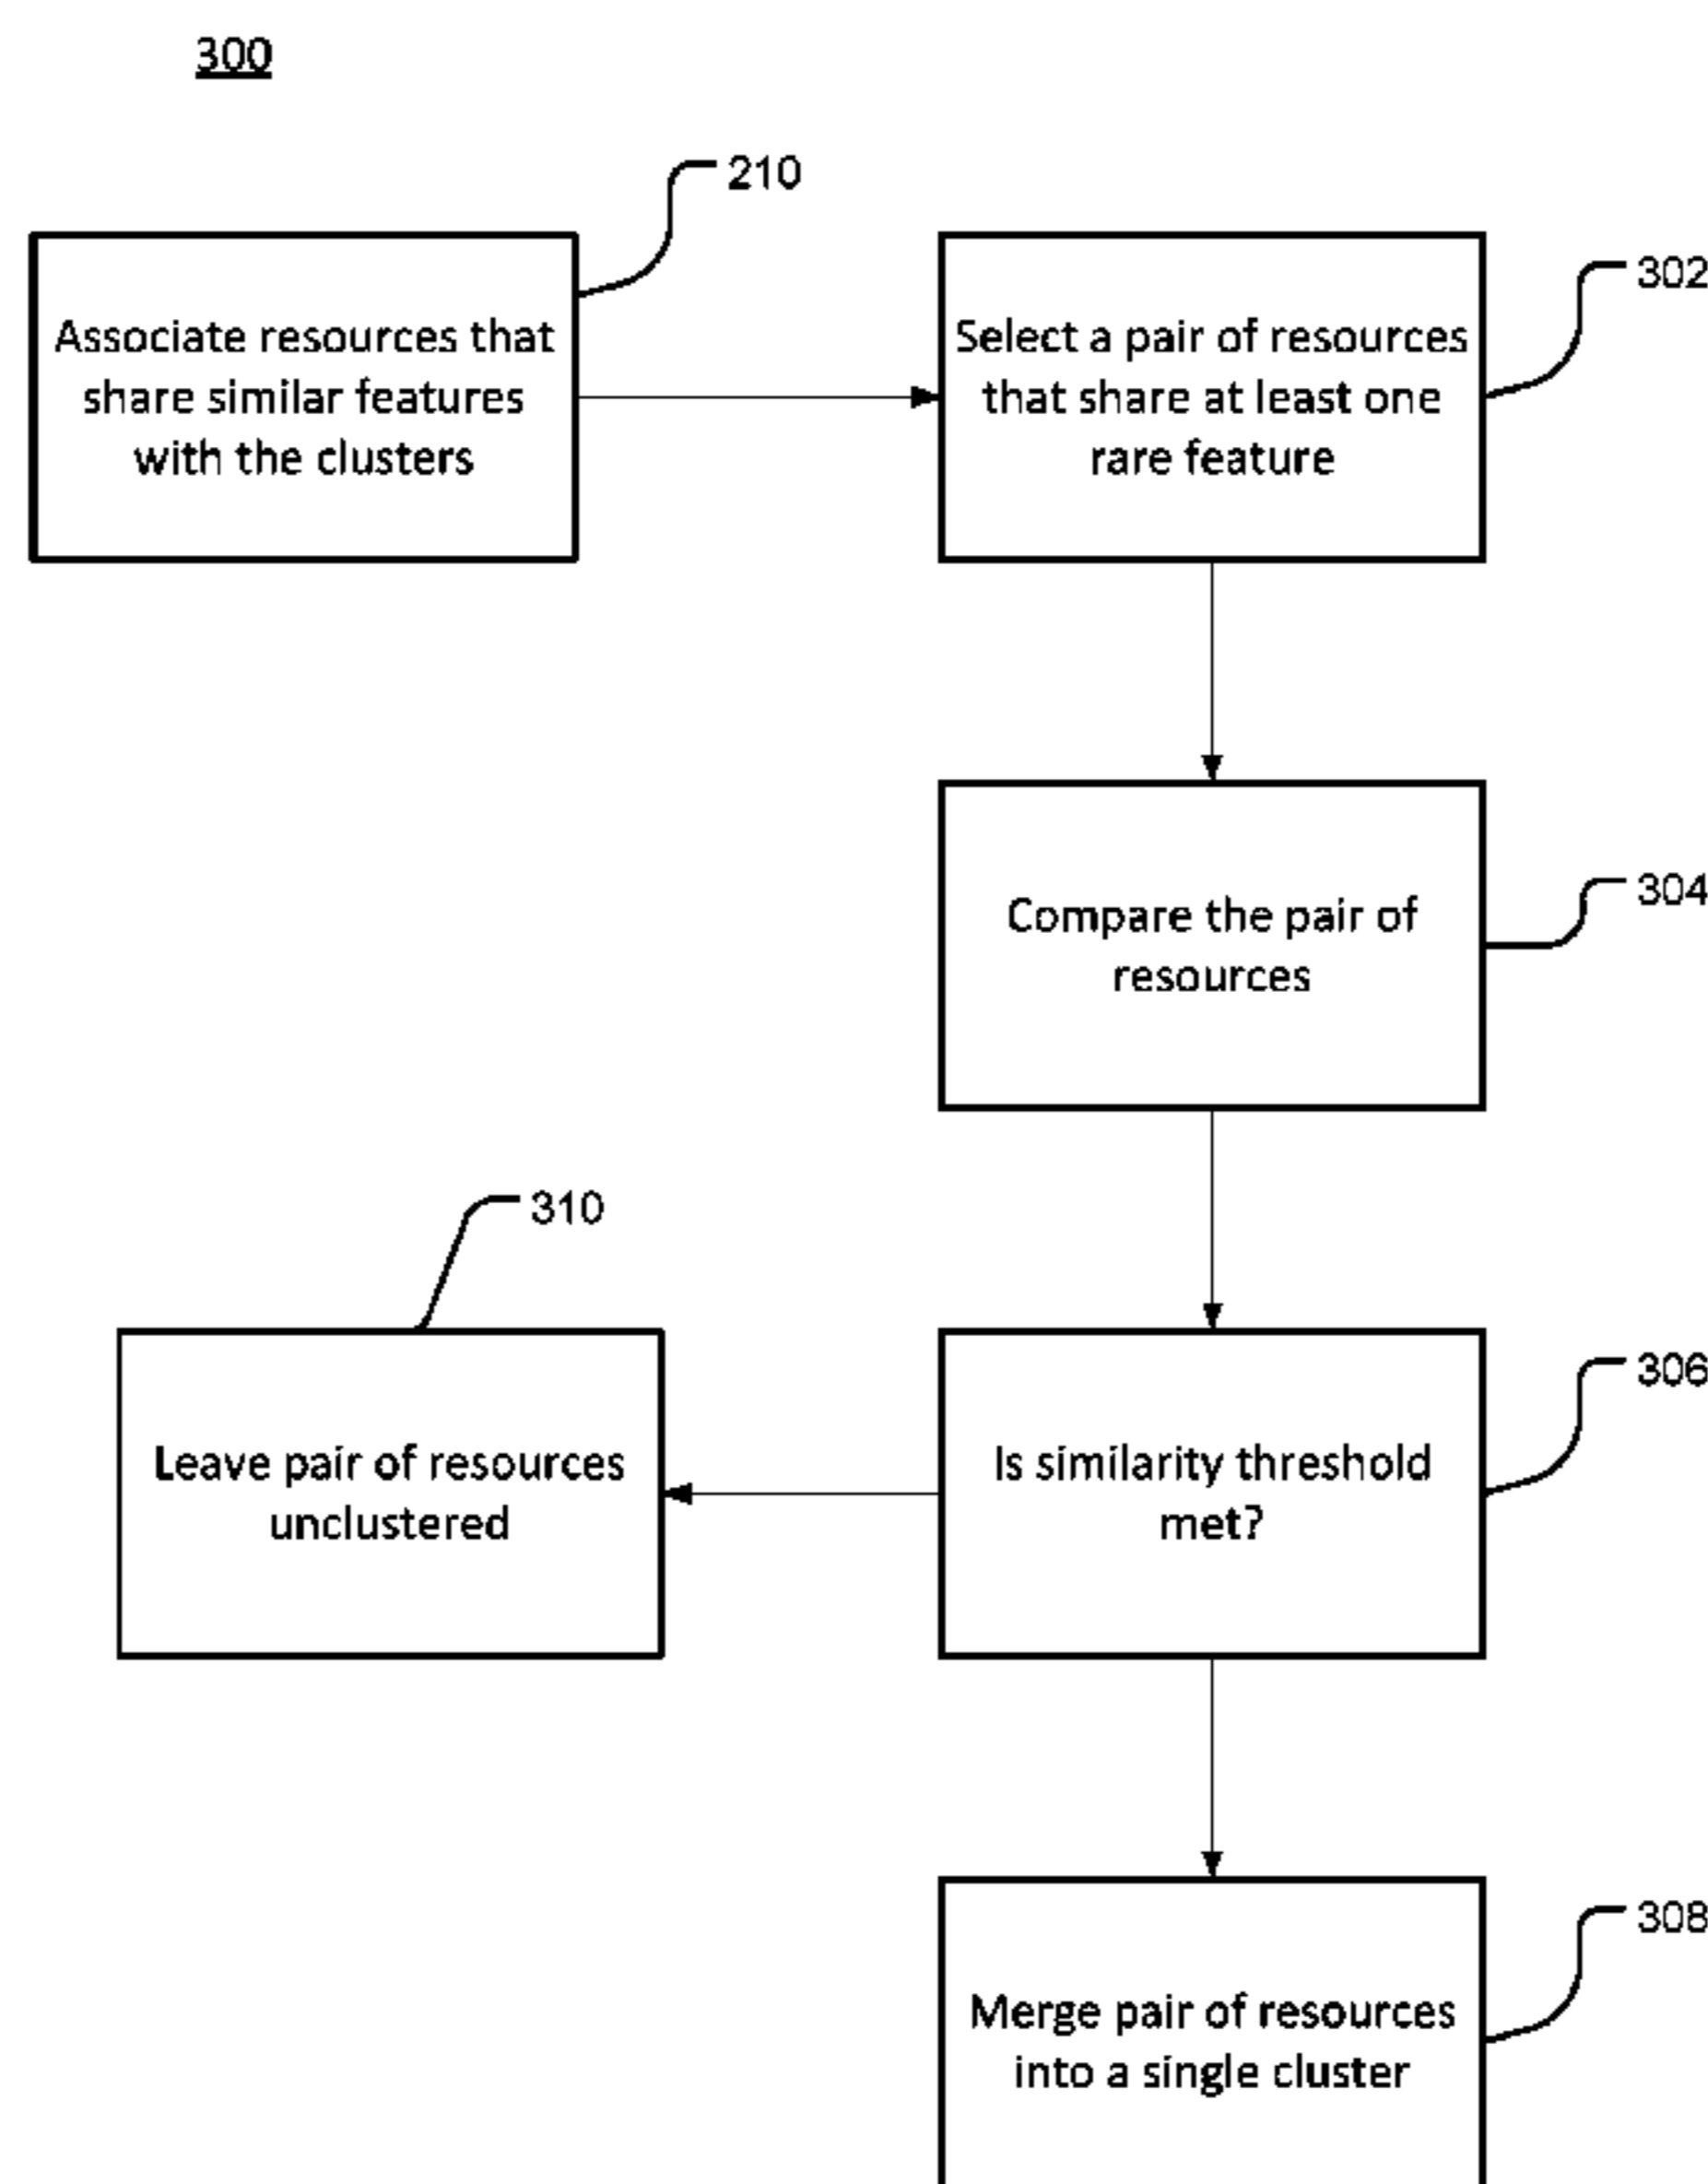 300
210
Associate resources that
share similar features
with the clusters
302
Select a pair of resources
that share at least one
rare feature
304
Compare the pair of
resources
310
Leave pair of resources
unclustered
306
Is similarity threshold
met?
308
Merge pair of resources
into a single cluster